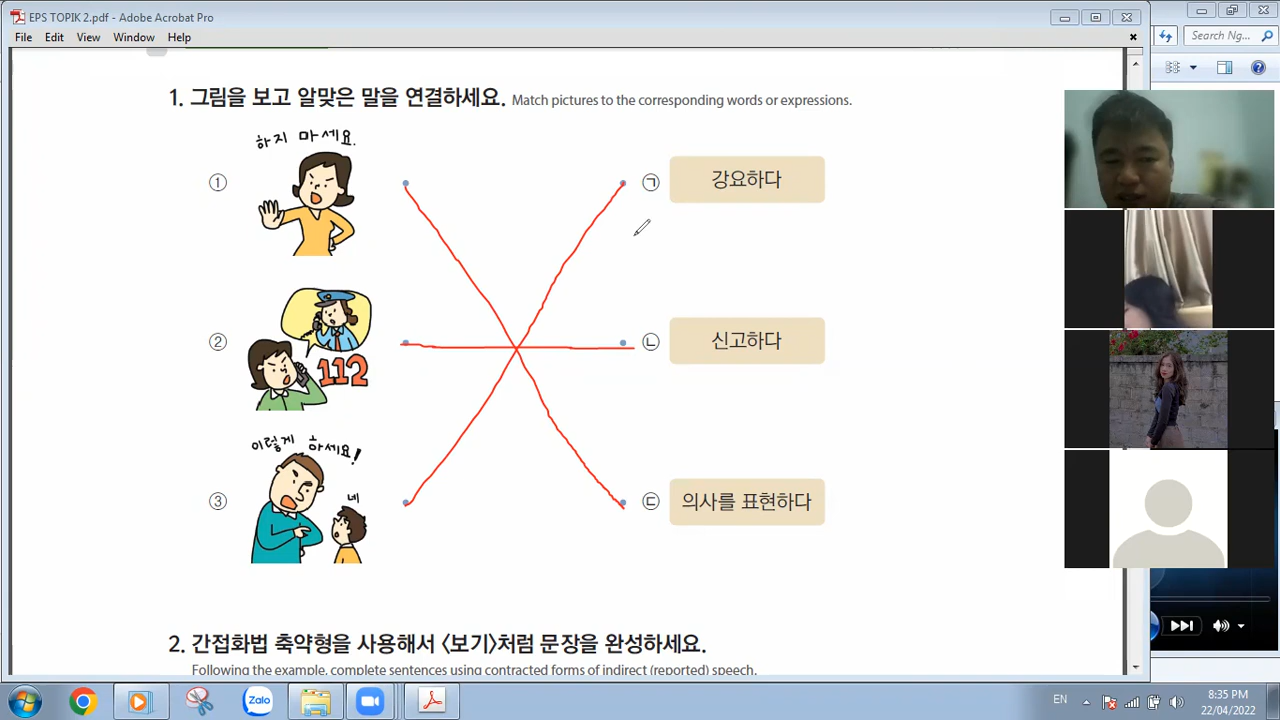 EPS TOPIK 2.pdf - Adobe Acrobat Pro
File Edit View Window Help
Search Ng...
1. 그림을 보고 알맞은 말을 연결하세요. Match pictures to the corresponding words or expressions.
하지 마세요.
① ㉠ 강요하다
② 112 ㉡ 신고하다
이렇게 하세요!
네
③ ㉢ 의사를 표현하다
2. 간접화법 축약형을 사용해서 〈보기〉처럼 문장을 완성하세요.
Following the example, complete sentences using contracted forms of indirect (reported) speech.
Zalo
EN
8:35 PM
22/04/2022